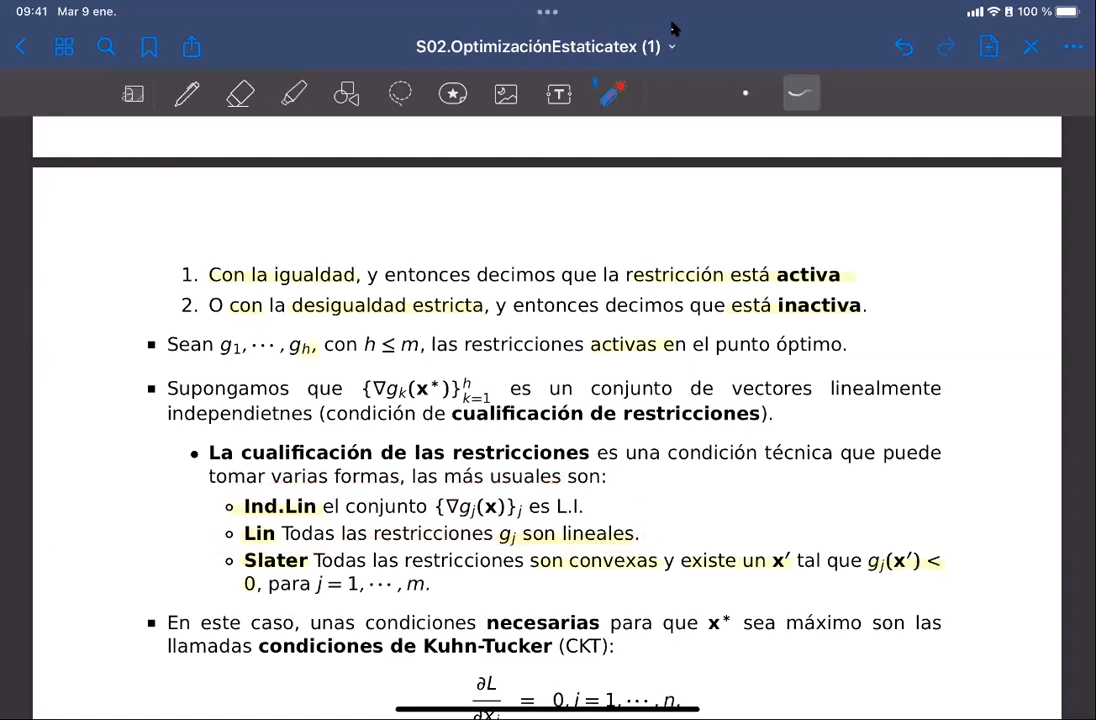 09:41 Mar 9 ene. 100 %
S02.OptimizaciónEstaticatex (1)
T
1. Con la igualdad, y entonces decimos que la restricción está activa
2. O con la desigualdad estricta, y entonces decimos que está inactiva.
▪ Sean g₁, ⋯ , gₕ, con h ≤ m, las restricciones activas en el punto óptimo.
▪ Supongamos que {∇gₖ(x*)}ₖ₌₁ʰ es un conjunto de vectores linealmente
independietnes (condición de cualificación de restricciones).
• La cualificación de las restricciones es una condición técnica que puede
tomar varias formas, las más usuales son:
◦ Ind.Lin el conjunto {∇gⱼ(x)}ⱼ es L.I.
◦ Lin Todas las restricciones gⱼ son lineales.
◦ Slater Todas las restricciones son convexas y existe un x′ tal que gⱼ(x′) <
0, para j = 1, ⋯ , m.
▪ En este caso, unas condiciones necesarias para que x* sea máximo son las
llamadas condiciones de Kuhn-Tucker (CKT):
∂L
= 0, i = 1, ⋯ , n,
∂xᵢ